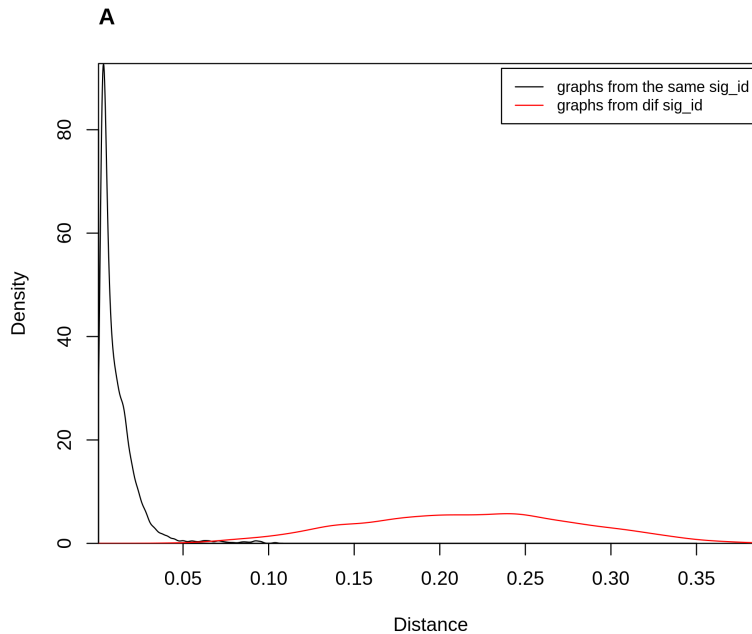 A
graphs from the same sig_id
graphs from dif sig_id
Density
80
60
40
20
0
0.05 0.10 0.15 0.20 0.25 0.30 0.35
Distance